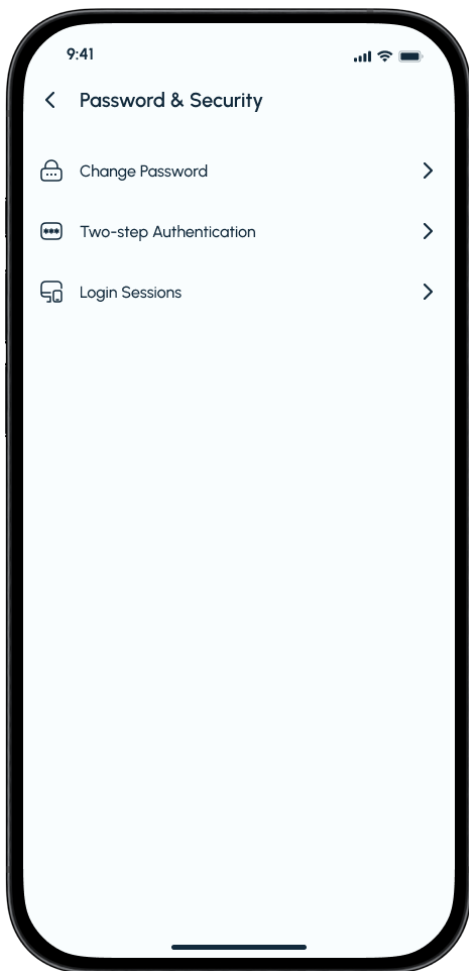 9:41
Password & Security
Change Password
Two-step Authentication
Login Sessions